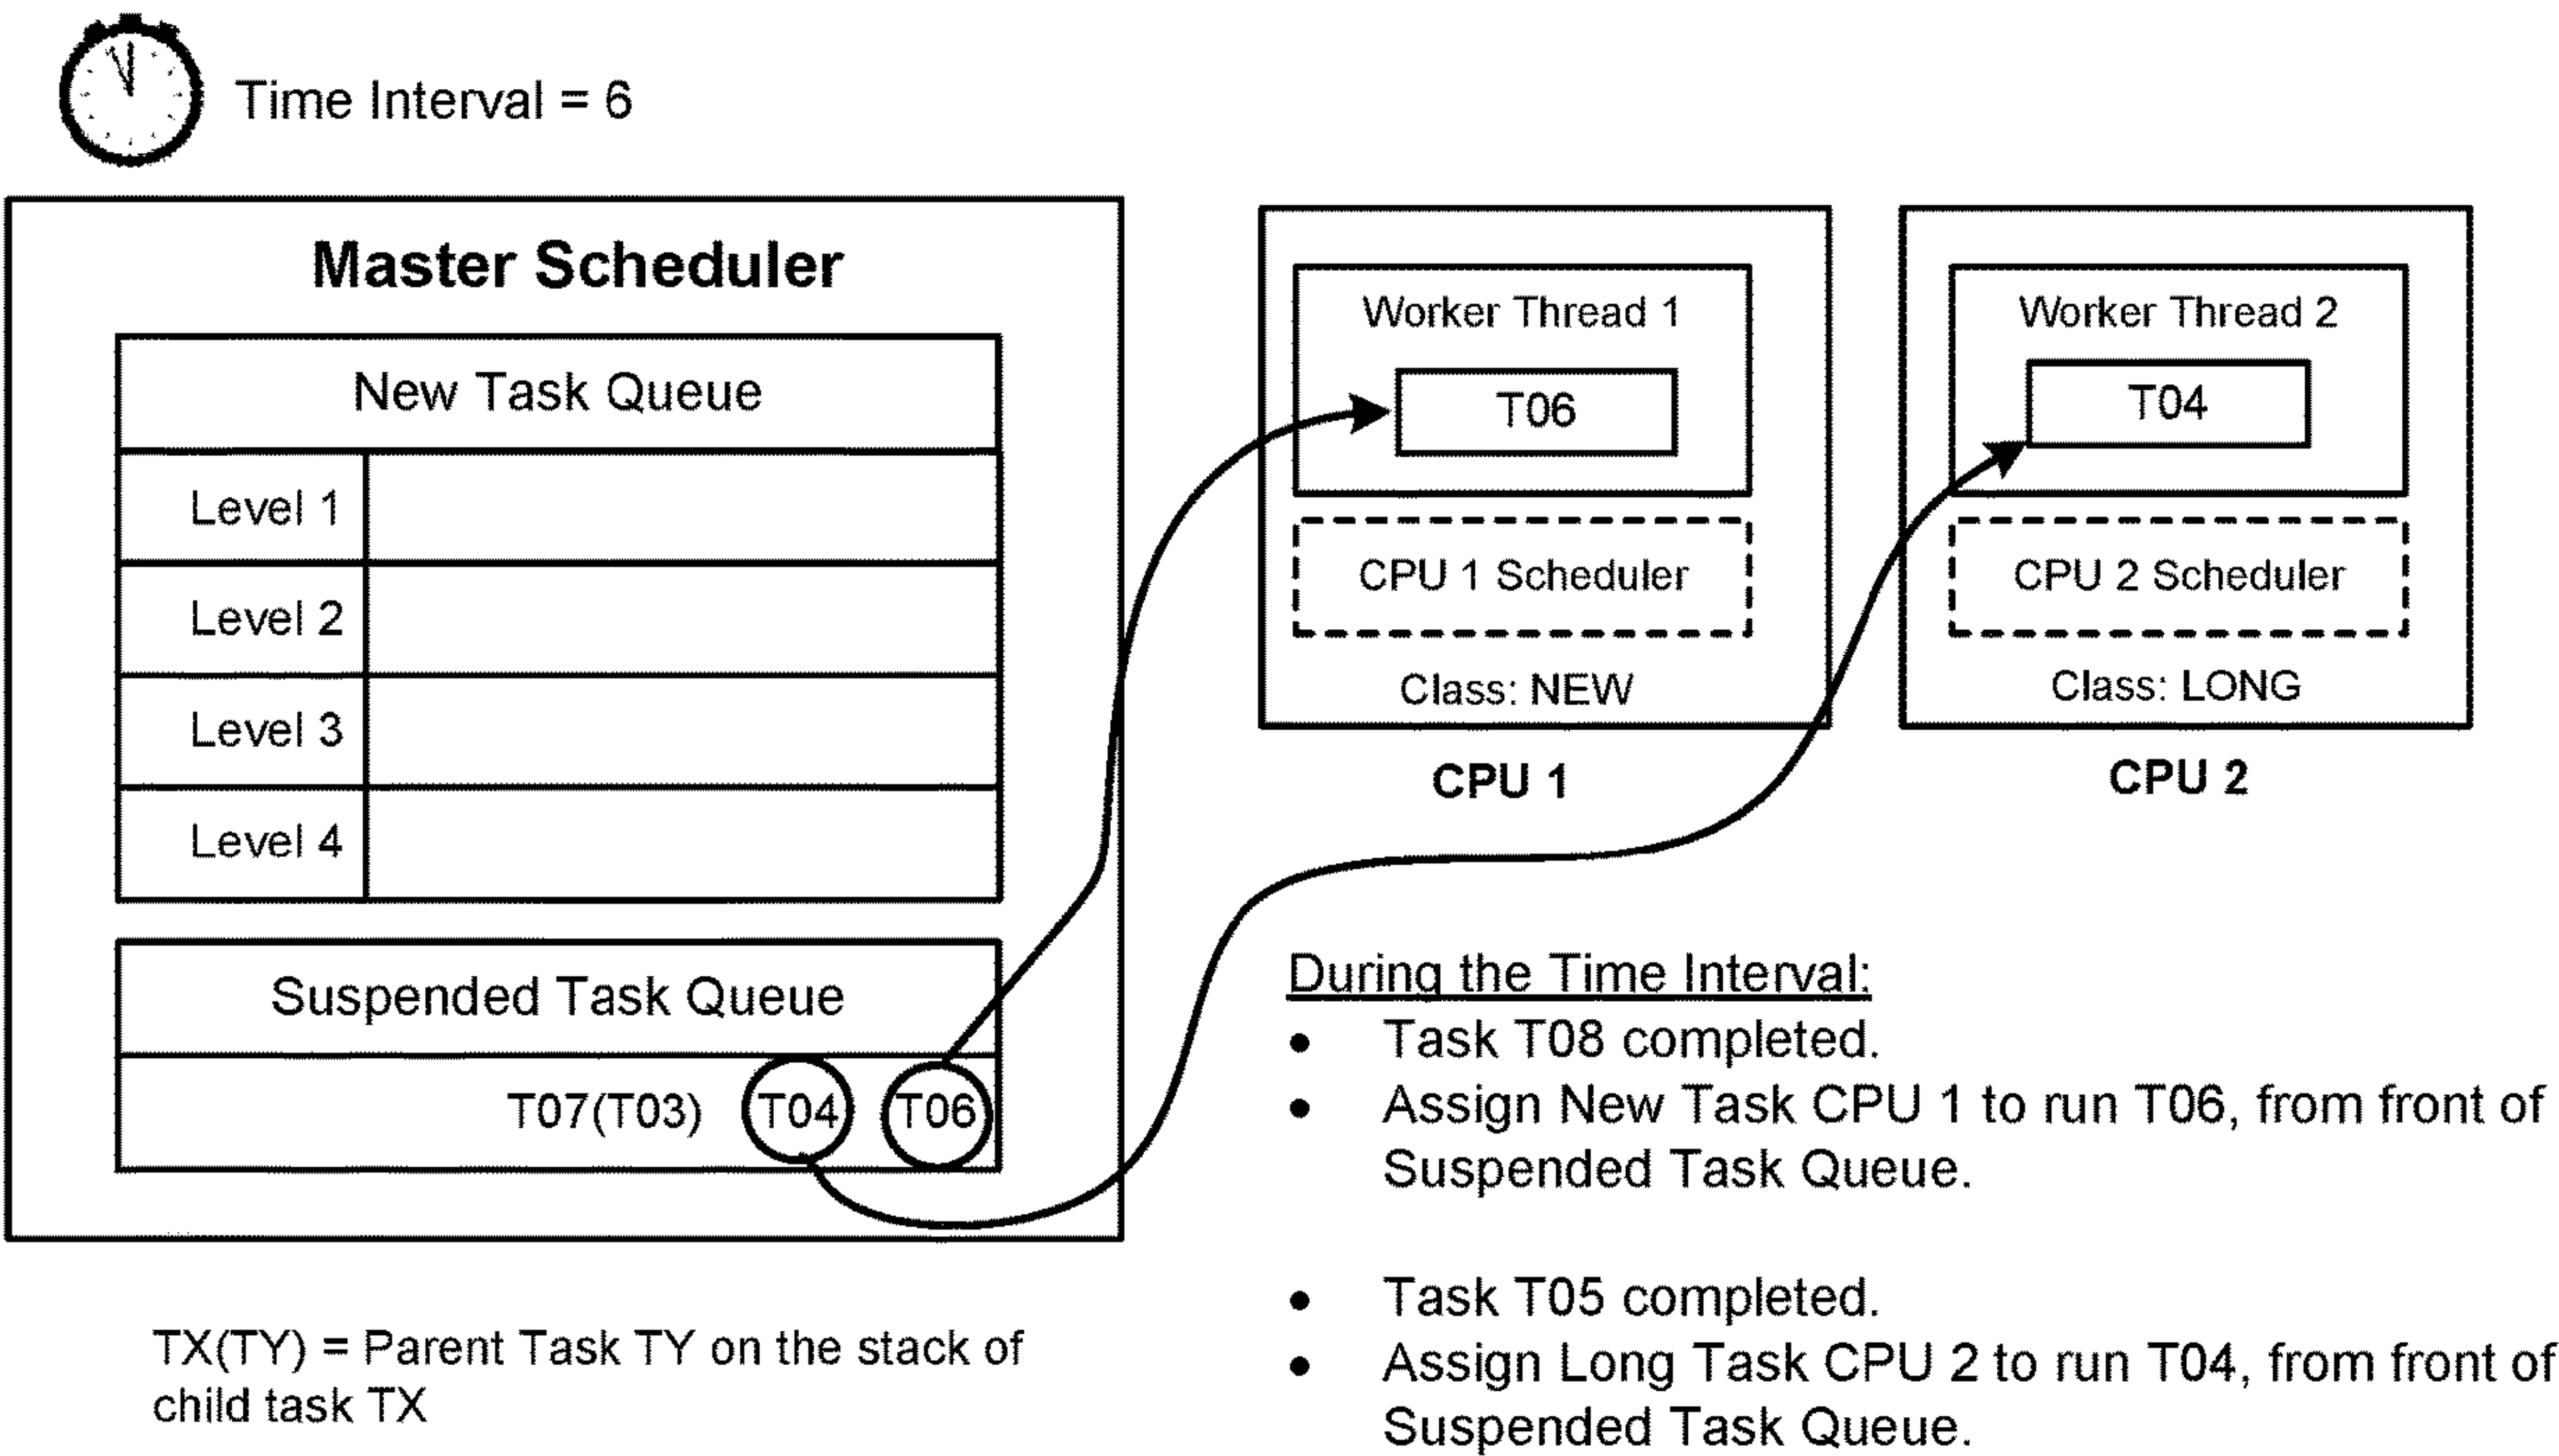 Time Interval = 6
Master Scheduler
New Task Queue
Level 1
Level 2
Level 3
Level 4
Suspended Task Queue
T07(T03) T04 T06
TX(TY) = Parent Task TY on the stack of
child task TX
Worker Thread 1
T06
CPU 1 Scheduler
Class: NEW
CPU 1
Worker Thread 2
T04
CPU 2 Scheduler
Class: LONG
CPU 2
During the Time Interval:
• Task T08 completed.
• Assign New Task CPU 1 to run T06, from front of
Suspended Task Queue.
• Task T05 completed.
• Assign Long Task CPU 2 to run T04, from front of
Suspended Task Queue.